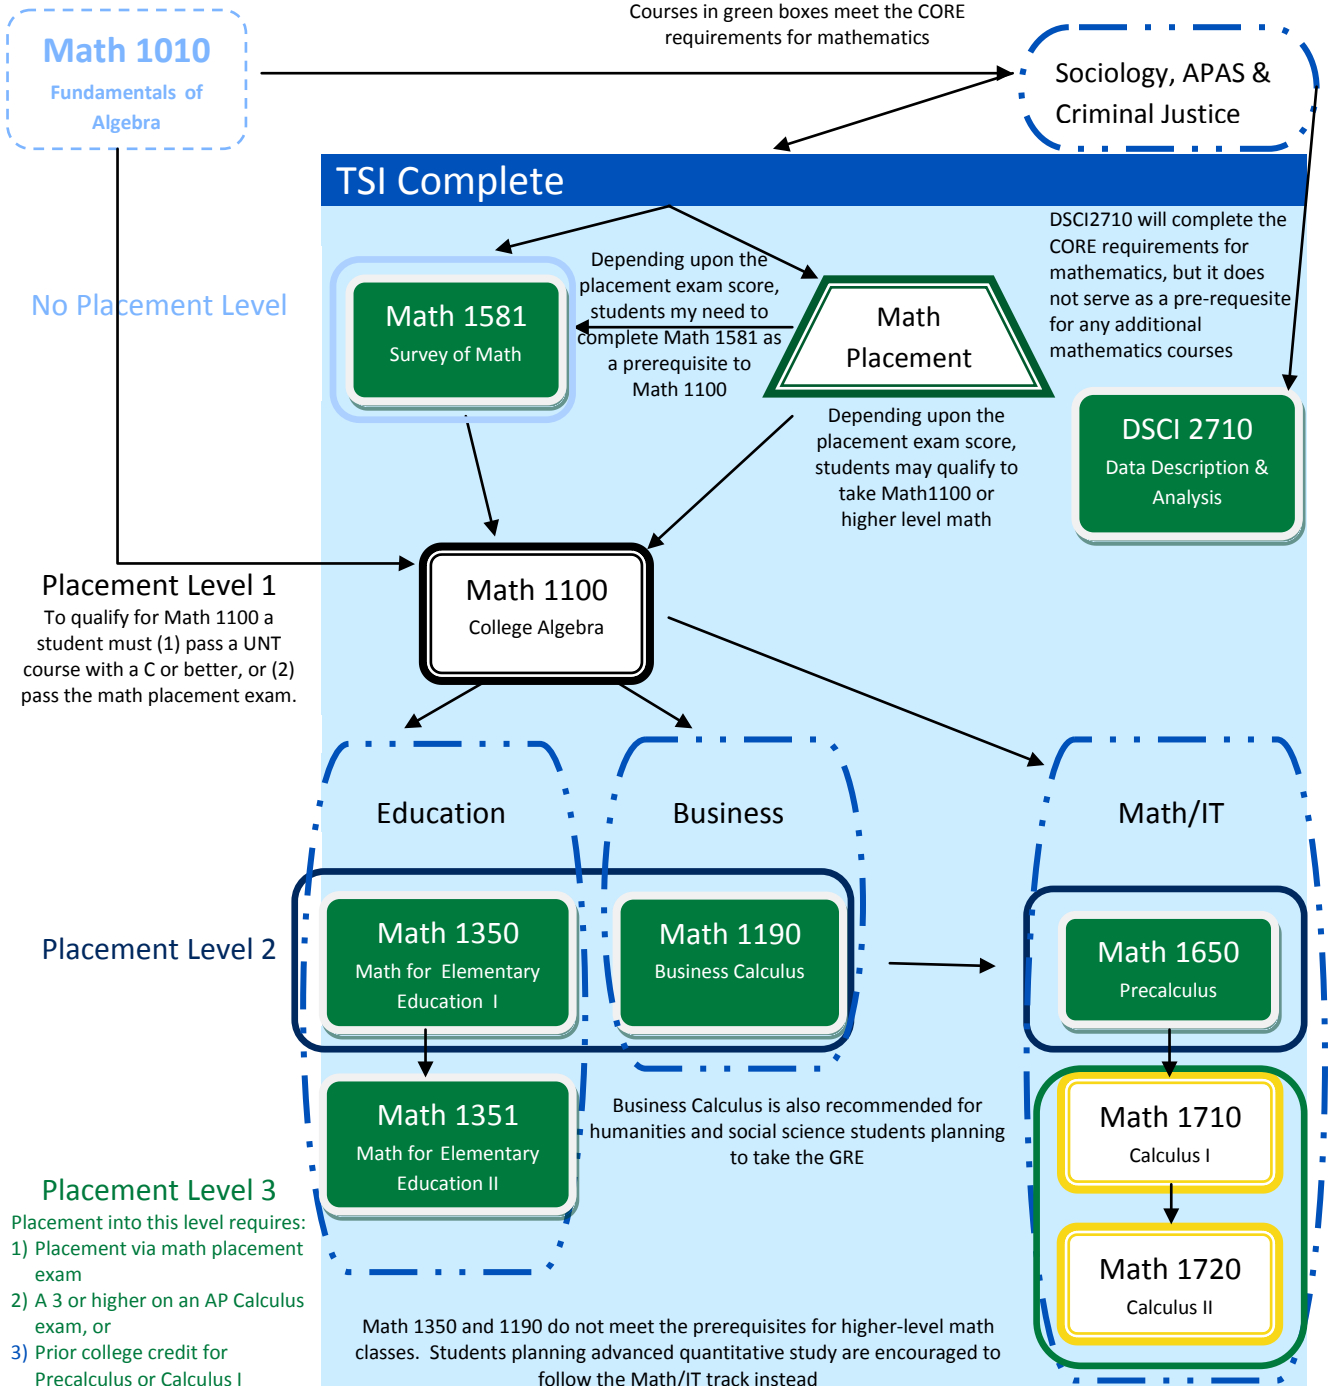 Courses in green boxes meet the CORE
requirements for mathematics
Math 1010
Fundamentals of
Algebra
Sociology, APAS &
Criminal Justice
TSI Complete
No Placement Level
Math 1581
Survey of Math
Depending upon the
placement exam score,
students my need to
complete Math 1581 as
a prerequisite to
Math 1100
Math
Placement
DSCI2710 will complete the
CORE requirements for
mathematics, but it does
not serve as a pre-requesite
for any additional
mathematics courses
Depending upon the
placement exam score,
students may qualify to
take Math1100 or
higher level math
DSCI 2710
Data Description &
Analysis
Placement Level 1
To qualify for Math 1100 a
student must (1) pass a UNT
course with a C or better, or (2)
pass the math placement exam.
Math 1100
College Algebra
Education
Business
Math/IT
Placement Level 2
Math 1350
Math for Elementary
Education I
Math 1190
Business Calculus
Math 1650
Precalculus
Math 1351
Math for Elementary
Education II
Business Calculus is also recommended for
humanities and social science students planning
to take the GRE
Math 1710
Calculus I
Math 1720
Calculus II
Placement Level 3
Placement into this level requires:
1) Placement via math placement
exam
2) A 3 or higher on an AP Calculus
exam, or
3) Prior college credit for
Precalculus or Calculus I
Math 1350 and 1190 do not meet the prerequisites for higher-level math
classes. Students planning advanced quantitative study are encouraged to
follow the Math/IT track instead